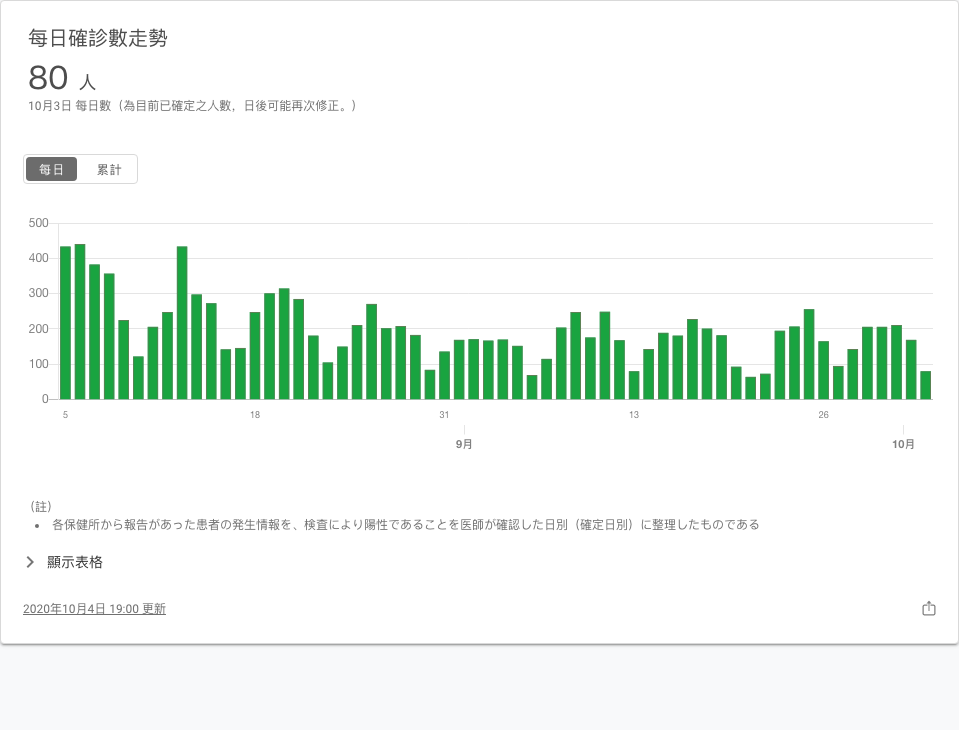 每日確診數走勢
80 人
10月3日 每日數（為目前已確定之人數，日後可能再次修正。）
每日 累計
500
400
300
200
100
0
5 18 31 13 26
9月 10月
（註）
• 各保健所から報告があった患者の発生情報を、検査により陽性であることを医師が確認した日別（確定日別）に整理したものである
顯示表格
2020年10月4日 19:00 更新